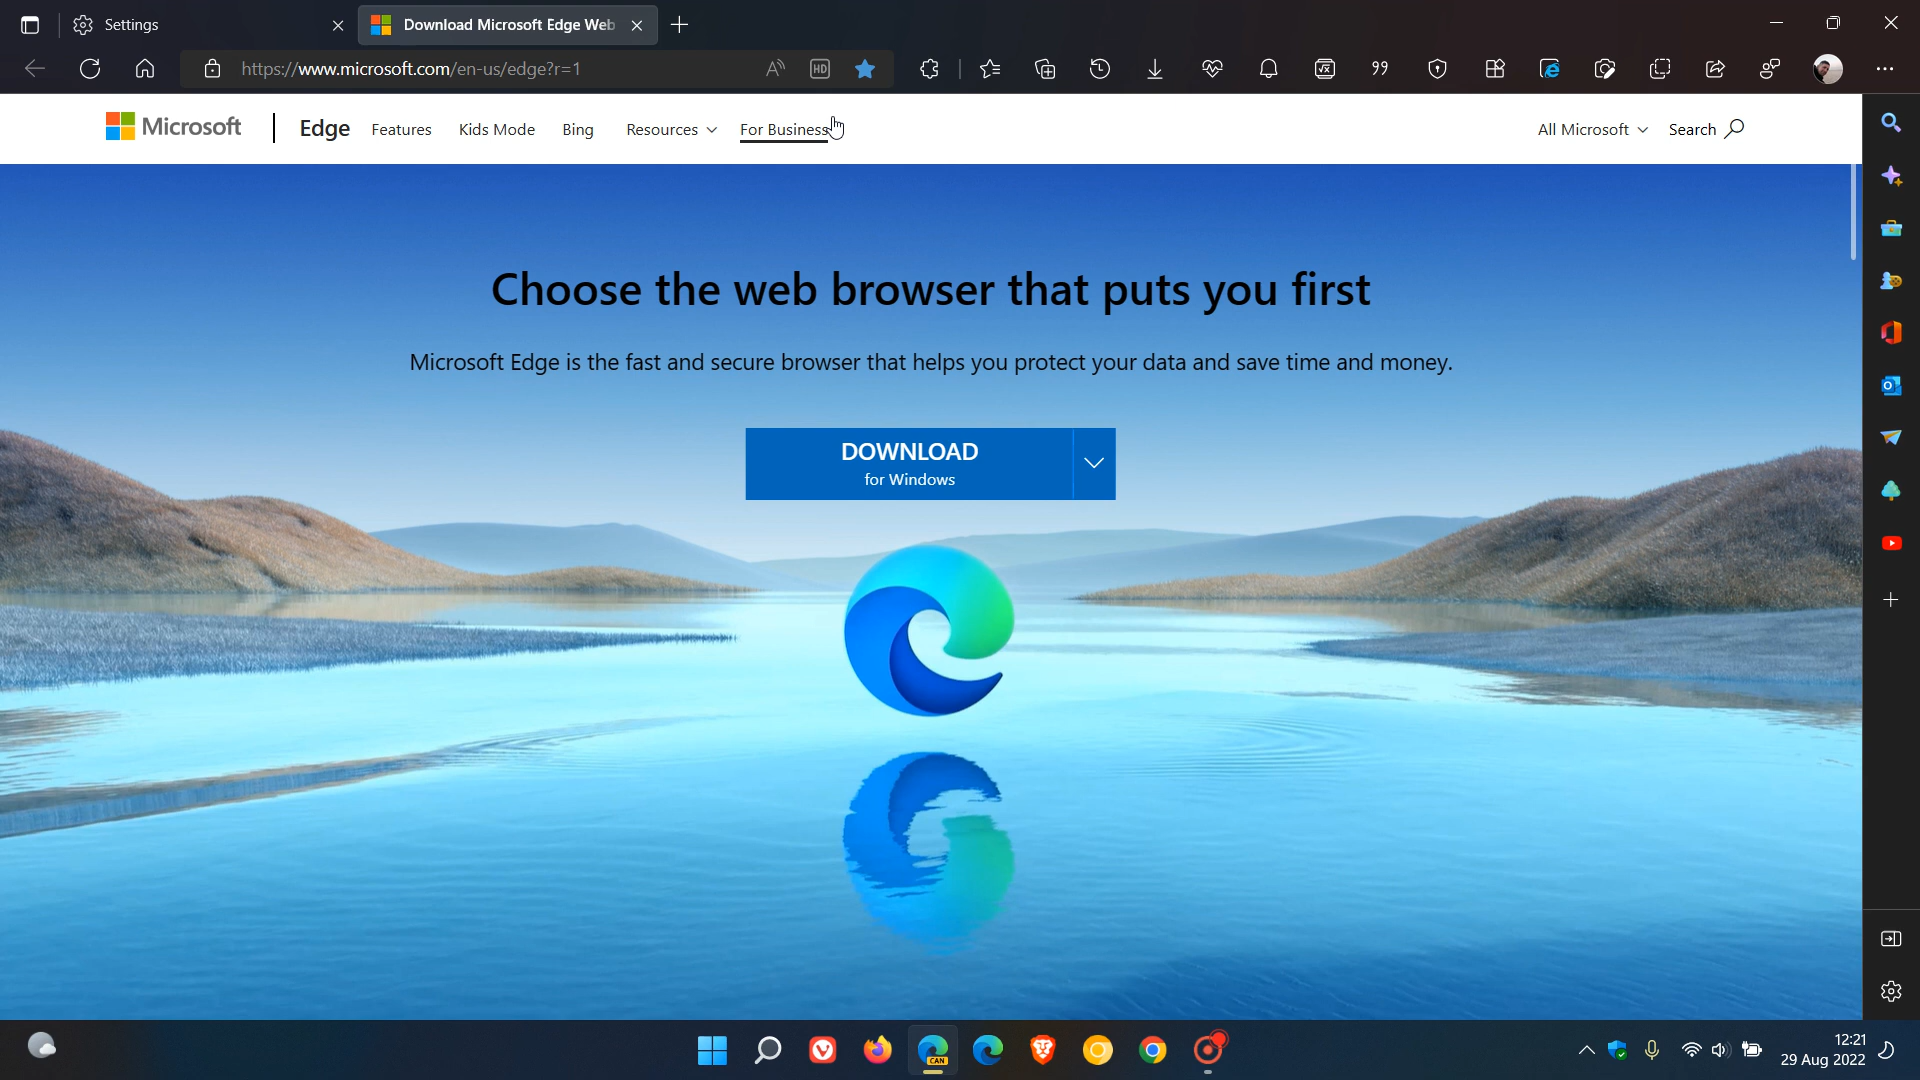 Settings
Download Microsoft Edge Web
https://www.microsoft.com/en-us/edge?r=1
HD
Microsoft
Edge
Features
Kids Mode
Bing
Resources
For Business
All Microsoft
Search
Choose the web browser that puts you first
Microsoft Edge is the fast and secure browser that helps you protect your data and save time and money.
DOWNLOAD
for Windows
CAN
12:21
29 Aug 2022